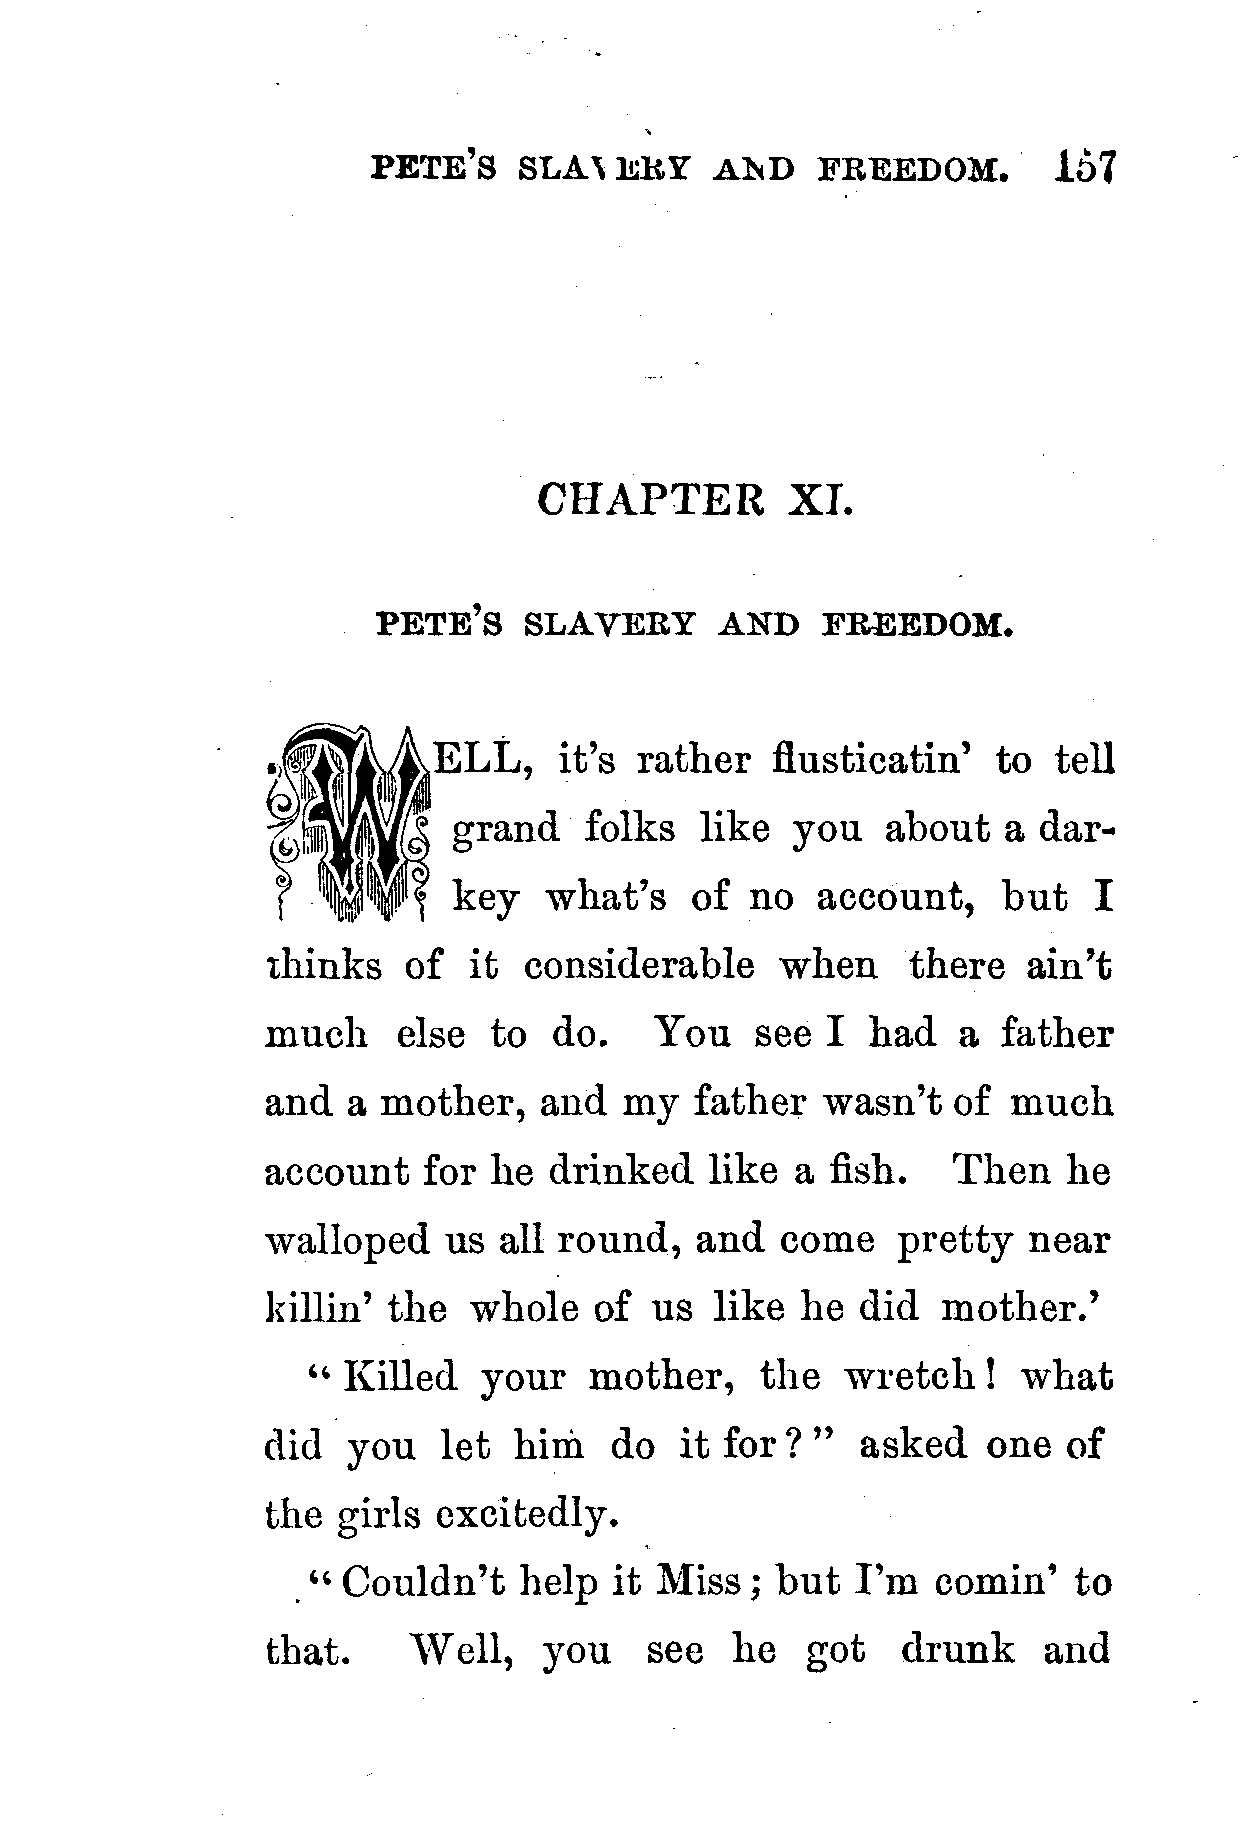 PETE'S SLAVERY AND FREEDOM. 157
CHAPTER XI.
PETE'S SLAVERY AND FREEDOM.
WELL, it's rather flusticatin' to tell
grand folks like you about a dar-
key what's of no account, but I
thinks of it considerable when there ain't
much else to do. You see I had a father
and a mother, and my father wasn't of much
account for he drinked like a fish. Then he
walloped us all round, and come pretty near
killin' the whole of us like he did mother.'
“ Killed your mother, the wretch ! what
did you let him do it for ? ” asked one of
the girls excitedly.
“ Couldn't help it Miss ; but I'm comin' to
that. Well, you see he got drunk and